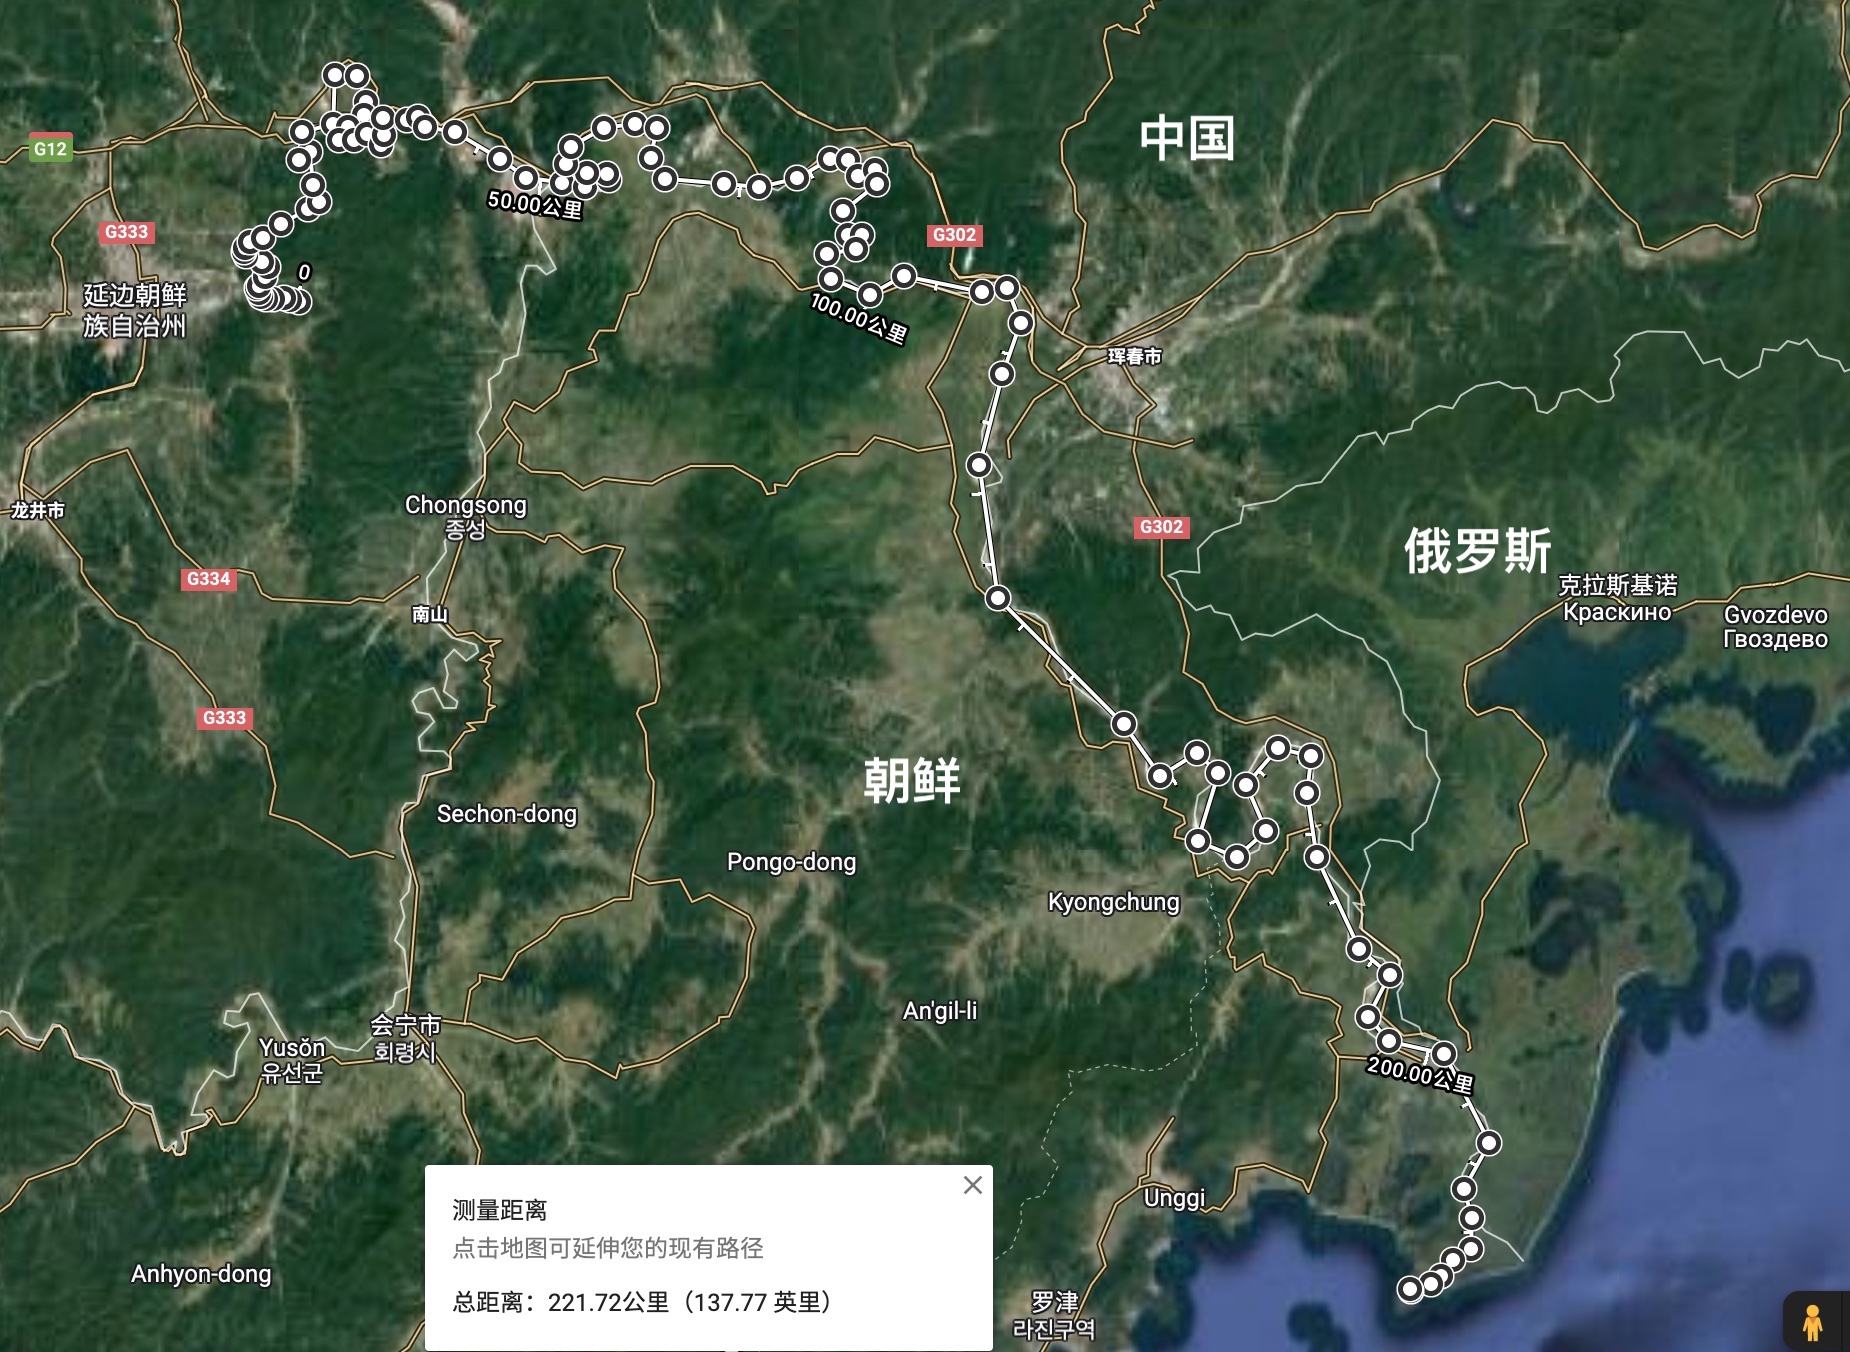 中国
G12
G333
50.00公里
G302
0
延边朝鲜
族自治州
100.00公里
珲春市
Chongsong
종성
龙井市
G302
俄罗斯
G334
克拉斯基诺
Краскино
Gvozdevo
Гвоздево
南山
G333
朝鲜
Sechon-dong
Pongo-dong
Kyongchung
An'gil-li
会宁市
회령시
Yusŏn
유선군
200.00公里
Unggi
测量距离
点击地图可延伸您的现有路径
总距离：221.72公里（137.77 英里）
Anhyon-dong
罗津
라진구역